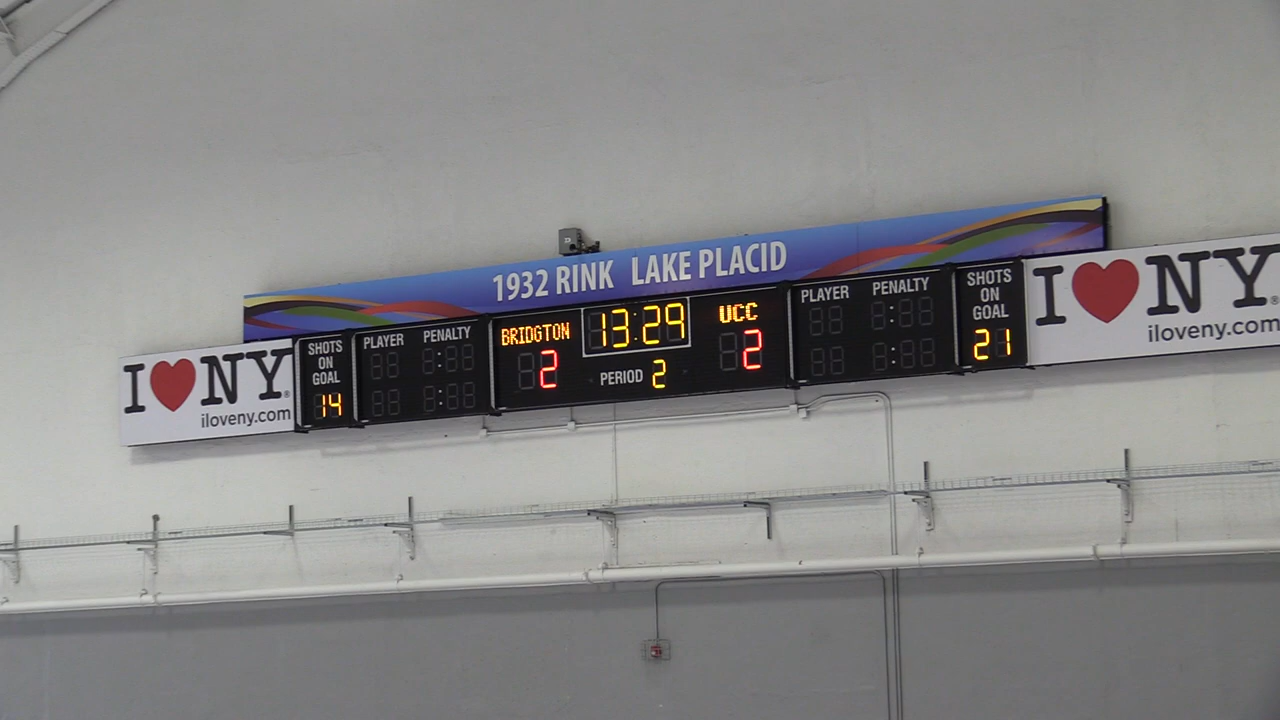 1932 RINK LAKE PLACID
I ❤ NY®
iloveny.com
SHOTS
ON
GOAL
14
PLAYER PENALTY
BRIDGTON
2
13:29
PERIOD 2
UCC
2
PLAYER PENALTY
SHOTS
ON
GOAL
21
I ❤ NY®
iloveny.com